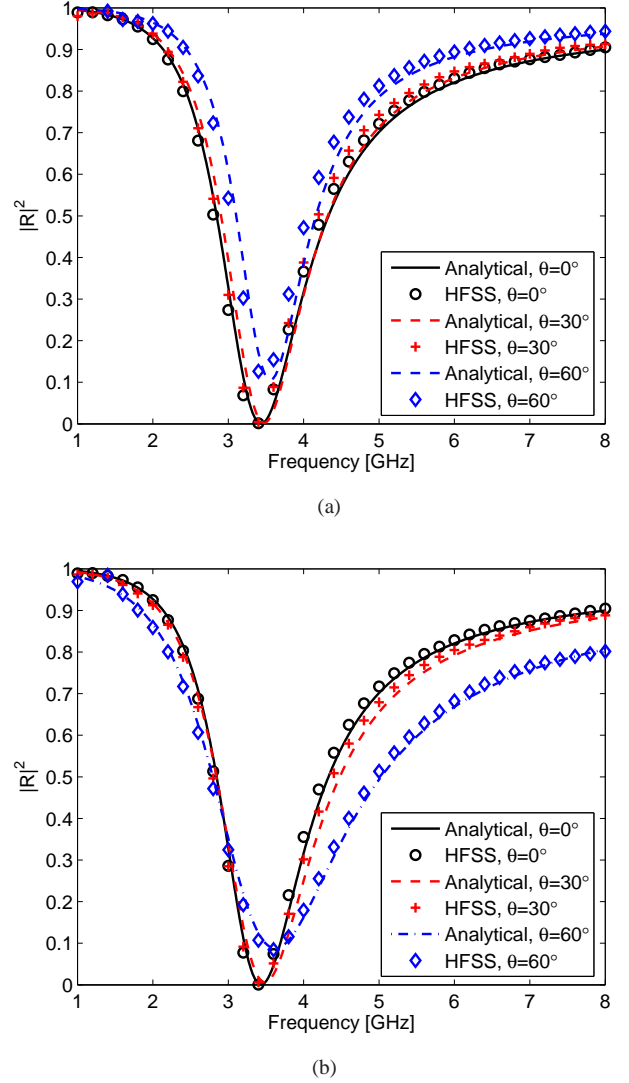 1
0.9
0.8
0.7
0.6
0.5
0.4
0.3
0.2
0.1
0
|R|²
Analytical, θ=0°
HFSS, θ=0°
Analytical, θ=30°
HFSS, θ=30°
Analytical, θ=60°
HFSS, θ=60°
1 2 3 4 5 6 7 8
Frequency [GHz]
(a)
1
0.9
0.8
0.7
0.6
0.5
0.4
0.3
0.2
0.1
0
|R|²
Analytical, θ=0°
HFSS, θ=0°
Analytical, θ=30°
HFSS, θ=30°
Analytical, θ=60°
HFSS, θ=60°
1 2 3 4 5 6 7 8
Frequency [GHz]
(b)